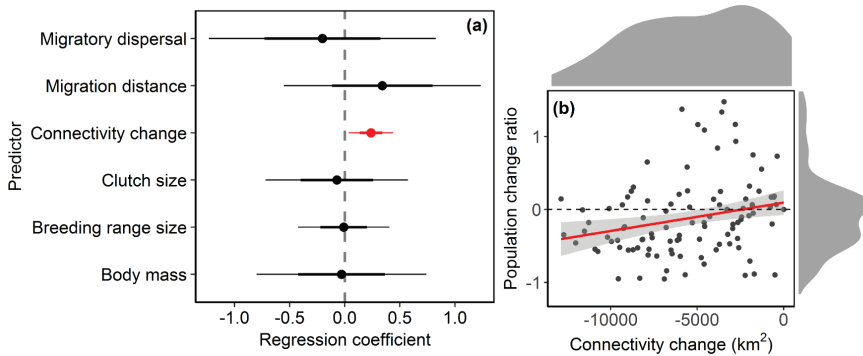 (a)
Predictor
Migratory dispersal
Migration distance
Connectivity change
Clutch size
Breeding range size
Body mass
-1.0 -0.5 0.0 0.5 1.0
Regression coefficient
(b)
Population change ratio
1
0
-1
-10000 -5000 0
Connectivity change (km²)